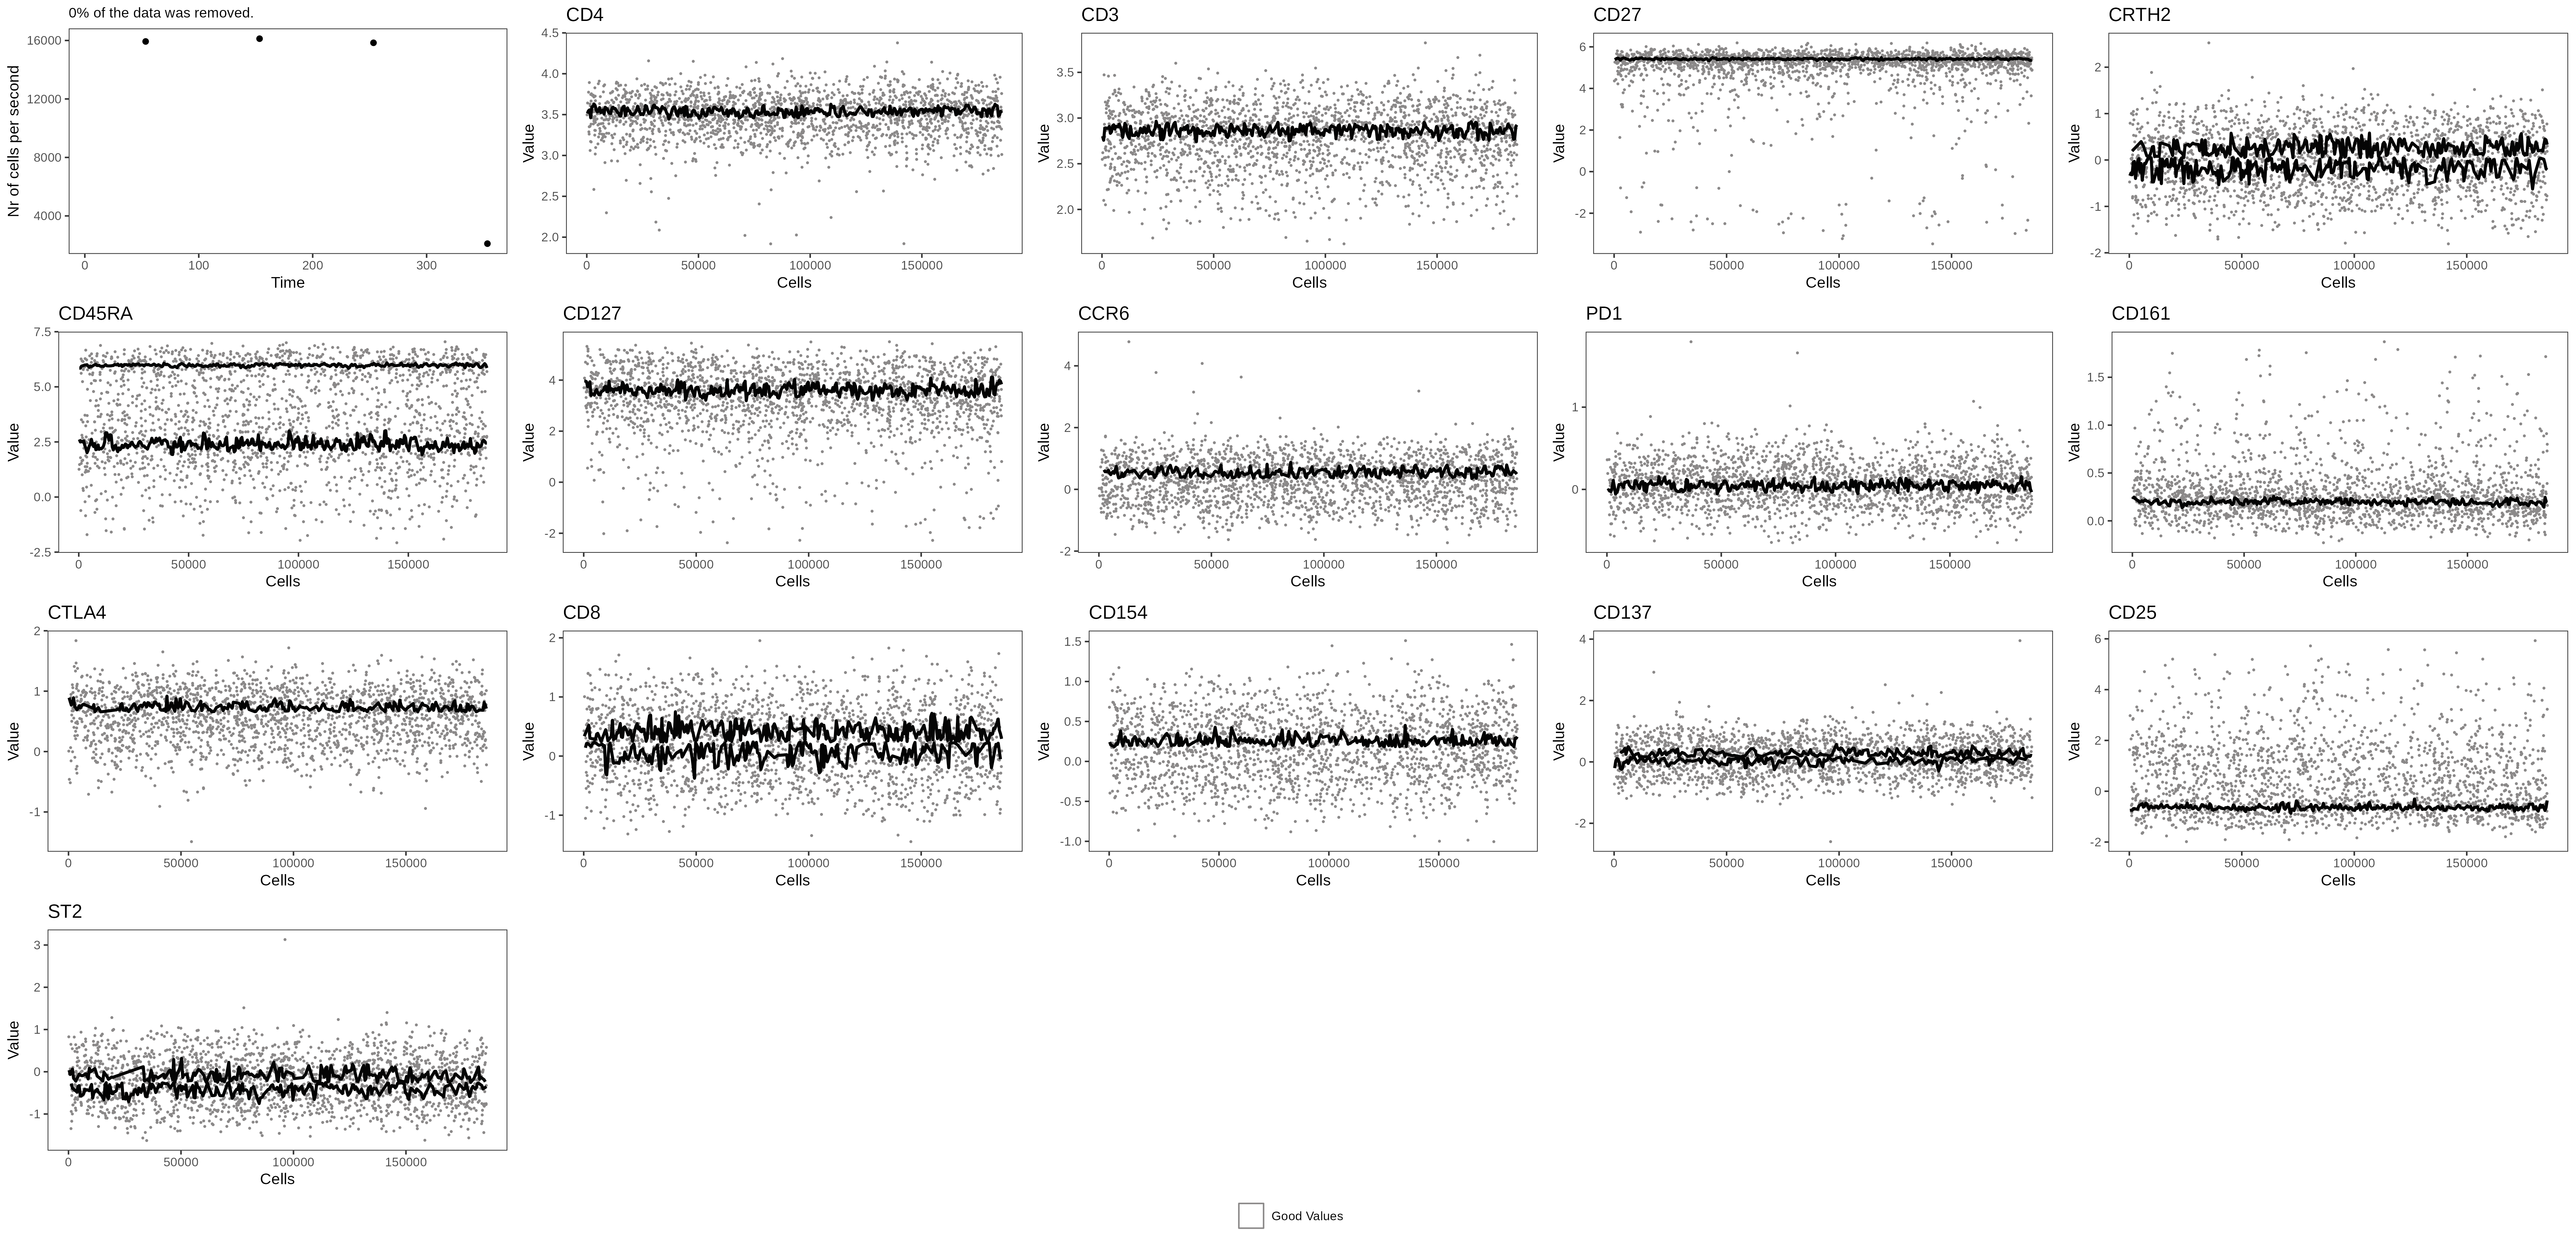 0% of the data was removed.
Nr of cells per second
16000
12000
8000
4000
0 100 200 300
Time
CD4
Value
4.5
4.0
3.5
3.0
2.5
2.0
0 50000 100000 150000
Cells
CD3
Value
3.5
3.0
2.5
2.0
0 50000 100000 150000
Cells
CD27
Value
6
4
2
0
-2
0 50000 100000 150000
Cells
CRTH2
Value
2
1
0
-1
-2
0 50000 100000 150000
Cells
CD45RA
Value
7.5
5.0
2.5
0.0
-2.5
0 50000 100000 150000
Cells
CD127
Value
4
2
0
-2
0 50000 100000 150000
Cells
CCR6
Value
4
2
0
-2
0 50000 100000 150000
Cells
PD1
Value
1
0
0 50000 100000 150000
Cells
CD161
Value
1.5
1.0
0.5
0.0
0 50000 100000 150000
Cells
CTLA4
Value
2
1
0
-1
0 50000 100000 150000
Cells
CD8
Value
2
1
0
-1
0 50000 100000 150000
Cells
CD154
Value
1.5
1.0
0.5
0.0
-0.5
-1.0
0 50000 100000 150000
Cells
CD137
Value
4
2
0
-2
0 50000 100000 150000
Cells
CD25
Value
6
4
2
0
-2
0 50000 100000 150000
Cells
ST2
Value
3
2
1
0
-1
0 50000 100000 150000
Cells
Good Values